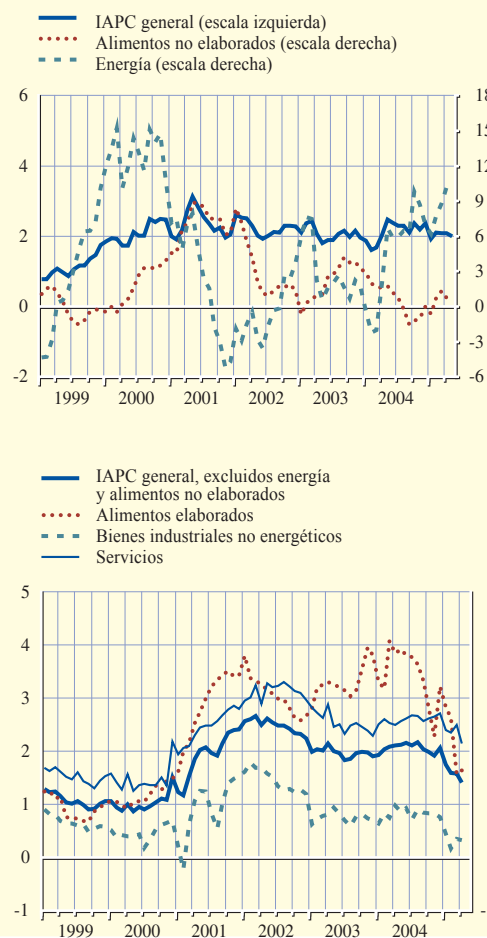 IAPC general (escala izquierda)
Alimentos no elaborados (escala derecha)
Energía (escala derecha)
6
18
15
4
12
9
2
6
3
0
0
-3
-2
-6
1999 2000 2001 2002 2003 2004
IAPC general, excluidos energía
y alimentos no elaborados
Alimentos elaborados
Bienes industriales no energéticos
Servicios
5
4
3
2
1
0
-1
-
1999 2000 2001 2002 2003 2004